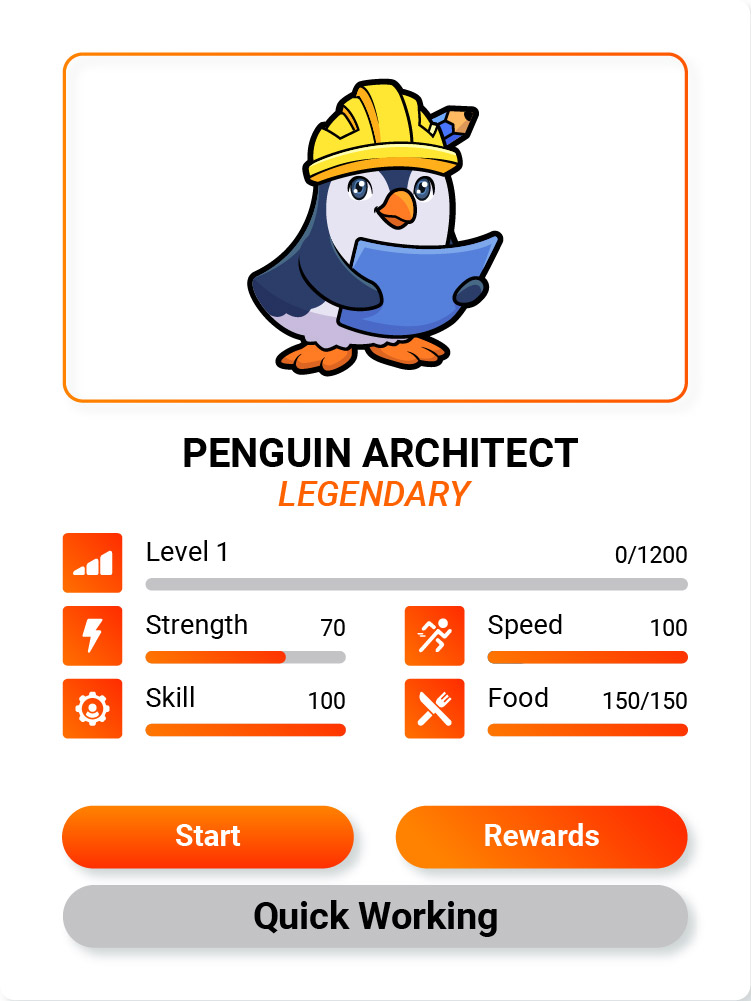 PENGUIN ARCHITECT
LEGENDARY
Level 1 0/1200
Strength 70 Speed 100
Skill 100 Food 150/150
Start Rewards
Quick Working